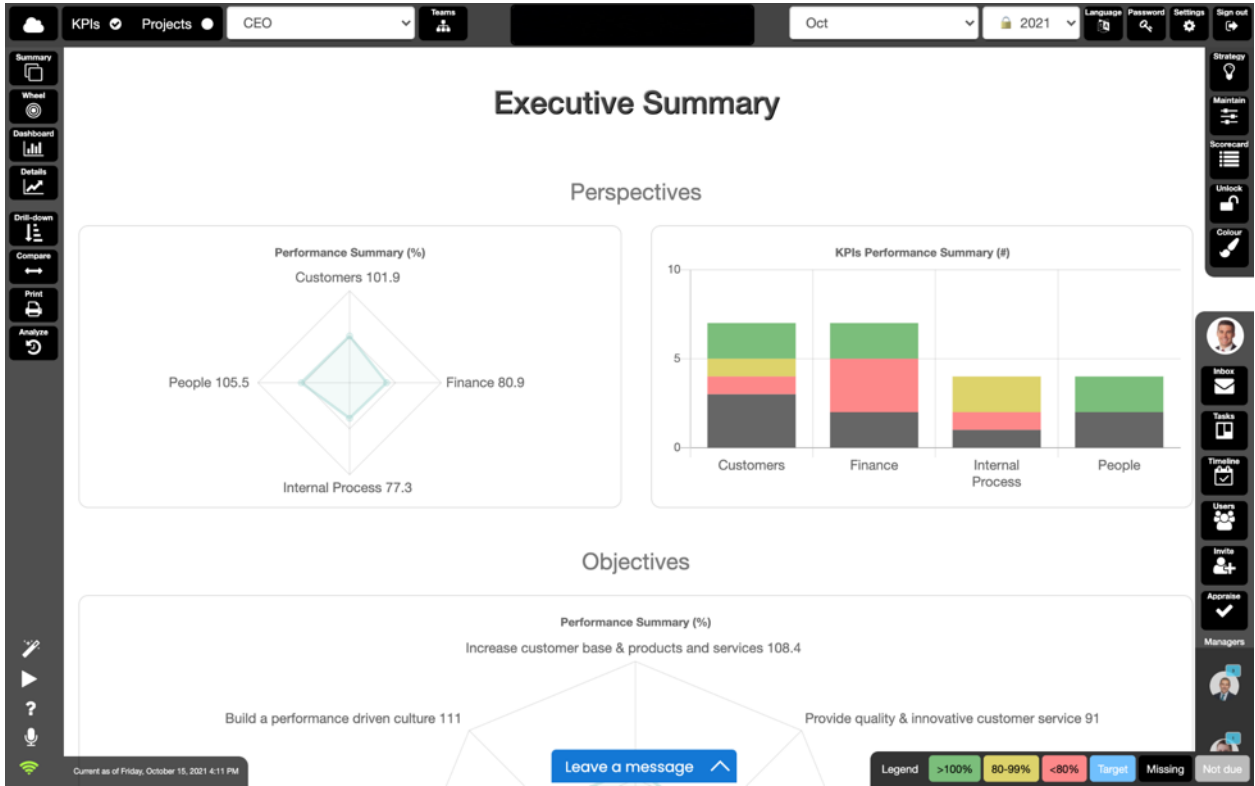 KPIs
Projects
CEO
Teams
Oct
2021
Language
Password
Settings
Sign out
Summary
Wheel
Dashboard
Details
Drill-down
Compare
Print
Analyze
Executive Summary
Perspectives
Performance Summary (%)
Customers 101.9
People 105.5
Finance 80.9
Internal Process 77.3
KPIs Performance Summary (#)
10
5
0
Customers
Finance
Internal
Process
People
Objectives
Performance Summary (%)
Increase customer base & products and services 108.4
Build a performance driven culture 111
Provide quality & innovative customer service 91
Strategy
Maintain
Scorecard
Unlock
Colour
Inbox
Tasks
Timeline
Users
Invite
Appraise
Managers
?
Current as of Friday, October 15, 2021 4:11 PM
Leave a message
Legend
>100%
80-99%
<80%
Target
Missing
Not due